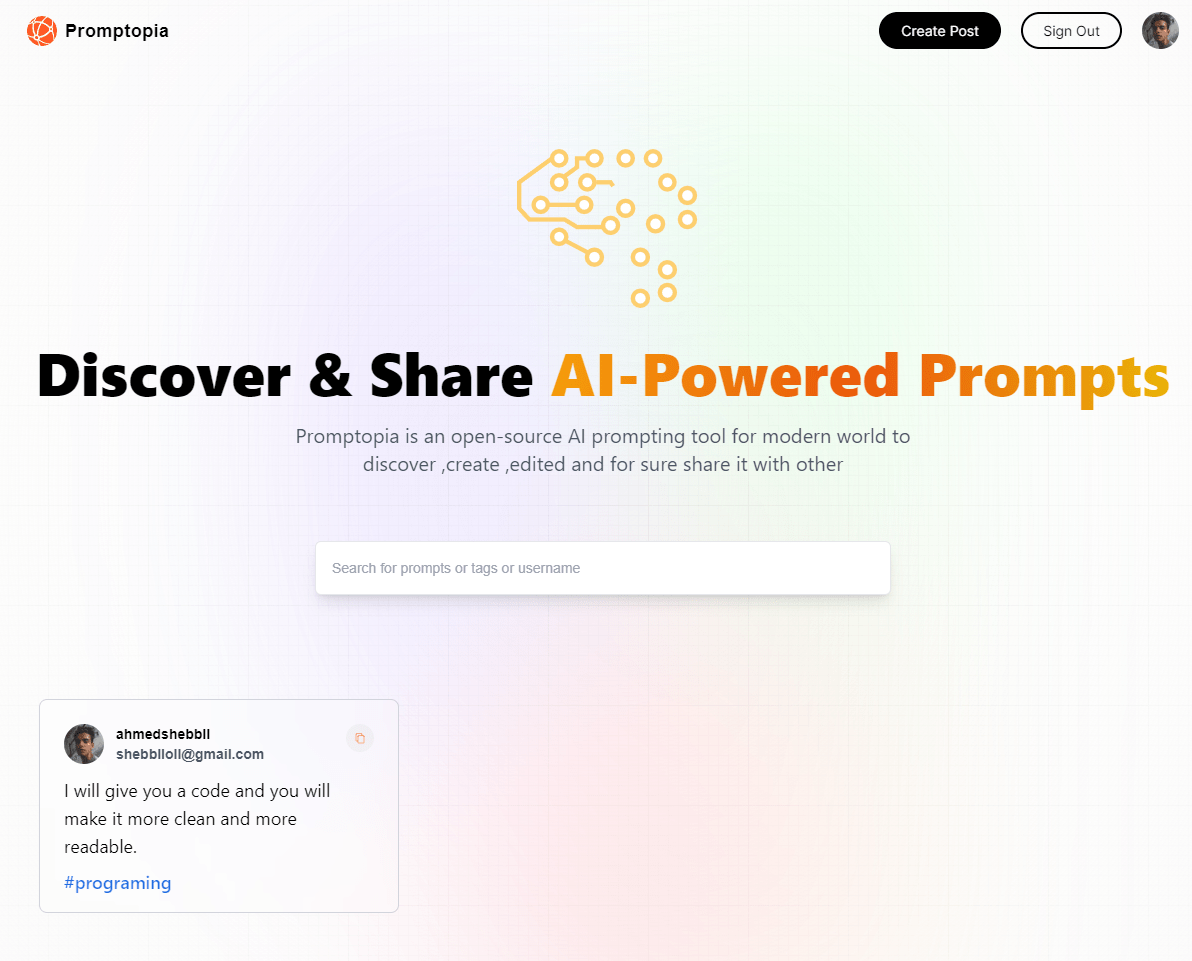 Promptopia
Create Post
Sign Out
Discover & Share AI-Powered Prompts
Promptopia is an open-source AI prompting tool for modern world to
discover ,create ,edited and for sure share it with other
Search for prompts or tags or username
ahmedshebbll
shebblloll@gmail.com
I will give you a code and you will
make it more clean and more
readable.
#programing